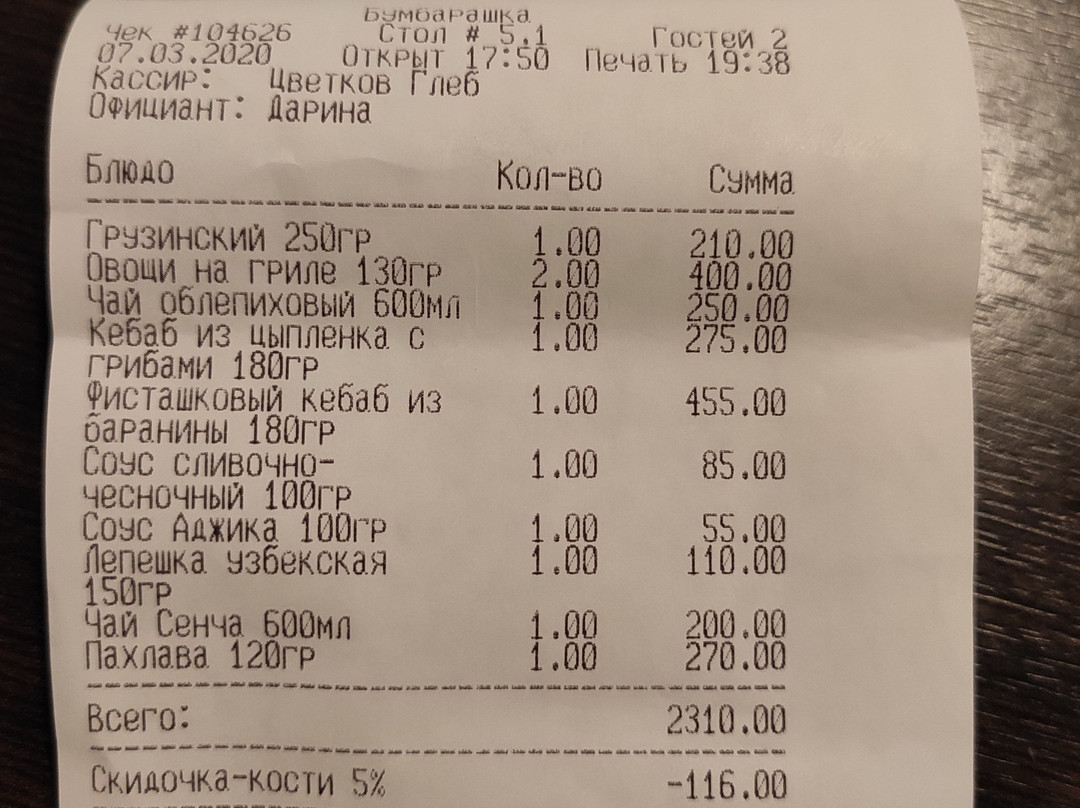 Бумбарашка
Чек #104626 Стол # 5,1 Гостей 2
07.03.2020 Открыт 17:50 Печать 19:38
Кассир: Цветков Глеб
Официант: Дарина
Блюдо Кол-во Сумма
Грузинский 250гр 1.00 210.00
Овощи на гриле 130гр 2.00 400.00
Чай облепиховый 600мл 1.00 250.00
Кебаб из цыпленка с 1.00 275.00
грибами 180гр
Фисташковый кебаб из 1.00 455.00
баранины 180гр
Соус сливочно- 1.00 85.00
чесночный 100гр
Соус Аджика 100гр 1.00 55.00
Лепешка узбекская 1.00 110.00
150гр
Чай Сенча 600мл 1.00 200.00
Пахлава 120гр 1.00 270.00
Всего: 2310.00
Скидочка-кости 5% -116.00